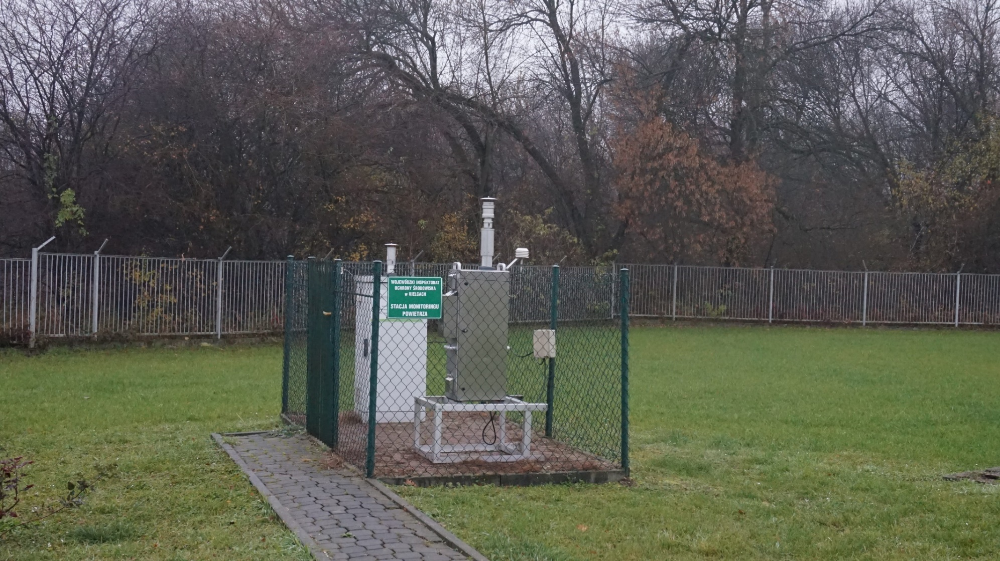 WOJEWÓDZKI INSPEKTORAT
OCHRONY ŚRODOWISKA
w KIELCACH
STACJA MONITORINGU
POWIETRZA